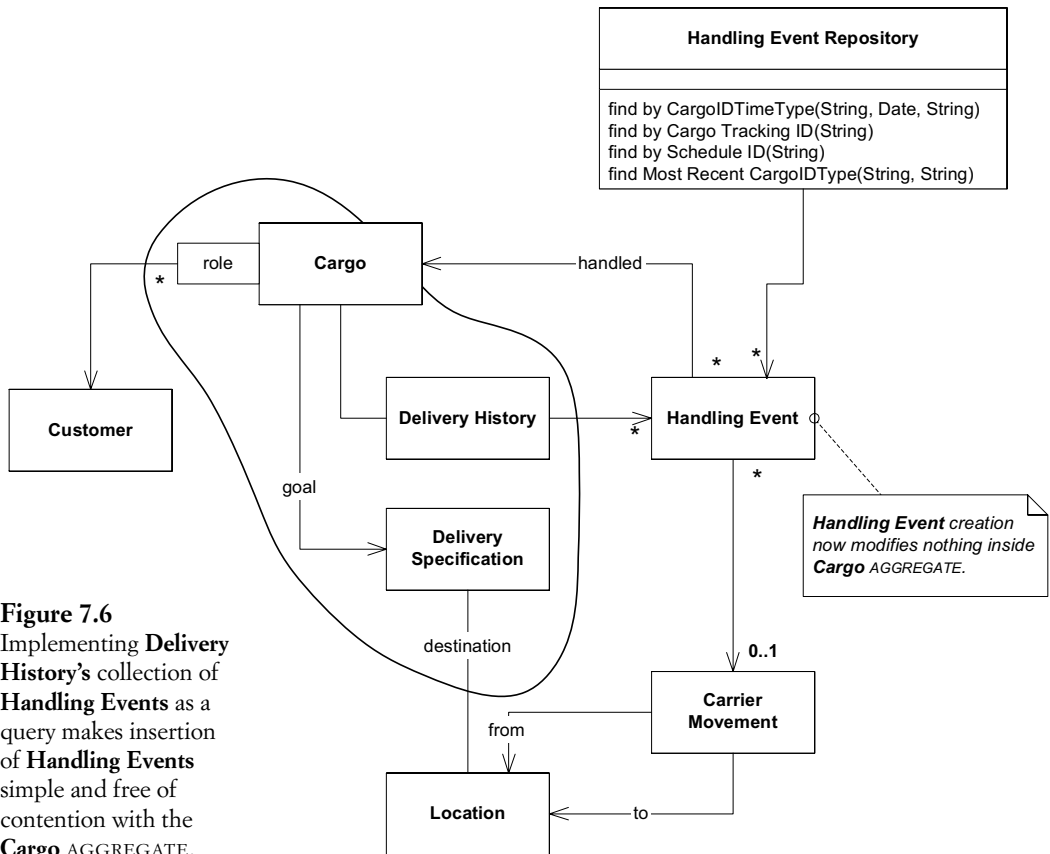 Handling Event Repository
find by CargoIDTimeType(String, Date, String)
find by Cargo Tracking ID(String)
find by Schedule ID(String)
find Most Recent CargoIDType(String, String)
role
Cargo
handled
*
*
*
Customer
Delivery History
*
Handling Event
*
goal
Handling Event creation
now modifies nothing inside
Cargo AGGREGATE.
Delivery
Specification
destination
0..1
Carrier
Movement
from
Location
to
Figure 7.6
Implementing Delivery
History's collection of
Handling Events as a
query makes insertion
of Handling Events
simple and free of
contention with the
Cargo AGGREGATE.